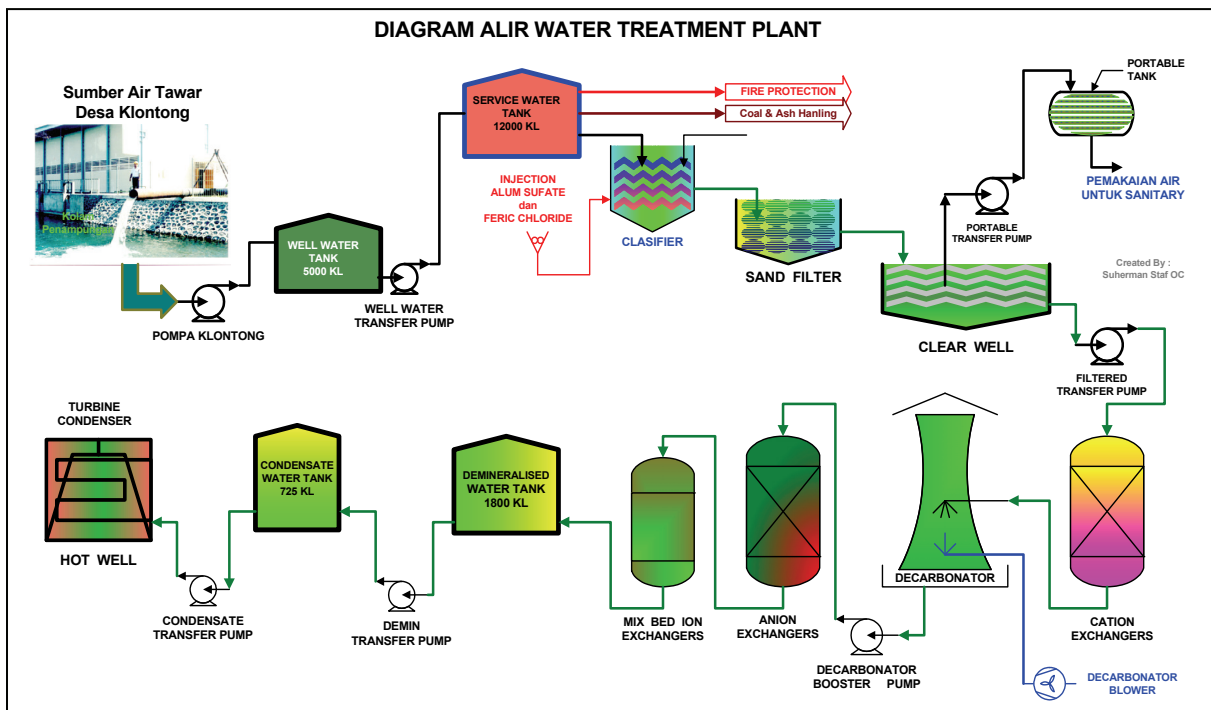 DIAGRAM ALIR WATER TREATMENT PLANT
Sumber Air Tawar
Desa Klontong
Kolam
Penampungan
POMPA KLONTONG
WELL WATER
TANK
5000 KL
WELL WATER
TRANSFER PUMP
SERVICE WATER
TANK
12000 KL
FIRE PROTECTION
Coal & Ash Hanling
INJECTION
ALUM SUFATE
dan
FERIC CHLORIDE
CLASIFIER
SAND FILTER
PORTABLE
TANK
PEMAKAIAN AIR
UNTUK SANITARY
PORTABLE
TRANSFER PUMP
Created By :
Suherman Staf OC
CLEAR WELL
FILTERED
TRANSFER PUMP
TURBINE
CONDENSER
HOT WELL
CONDENSATE
TRANSFER PUMP
CONDENSATE
WATER TANK
725 KL
DEMIN
TRANSFER PUMP
DEMINERALISED
WATER TANK
1800 KL
MIX BED ION
EXCHANGERS
ANION
EXCHANGERS
DECARBONATOR
BOOSTER PUMP
DECARBONATOR
CATION
EXCHANGERS
DECARBONATOR
BLOWER